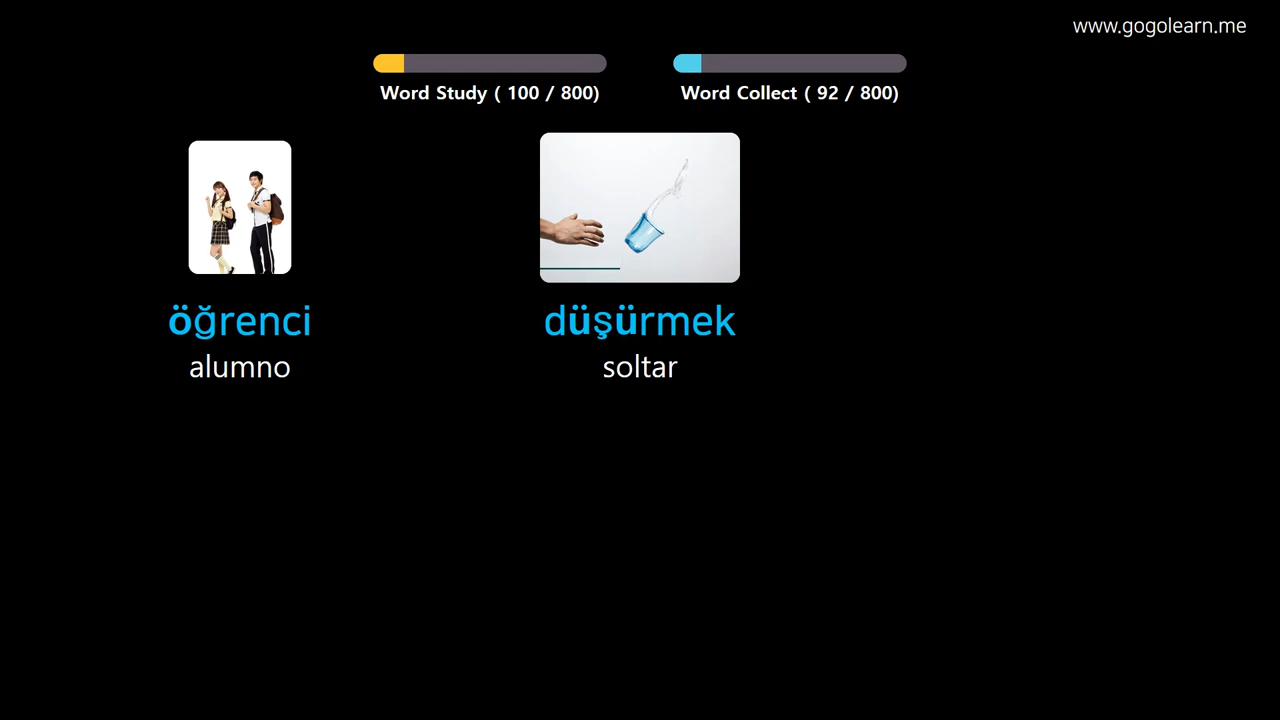 www.gogolearn.me
Word Study ( 100 / 800)
Word Collect ( 92 / 800)
öğrenci
alumno
düşürmek
soltar